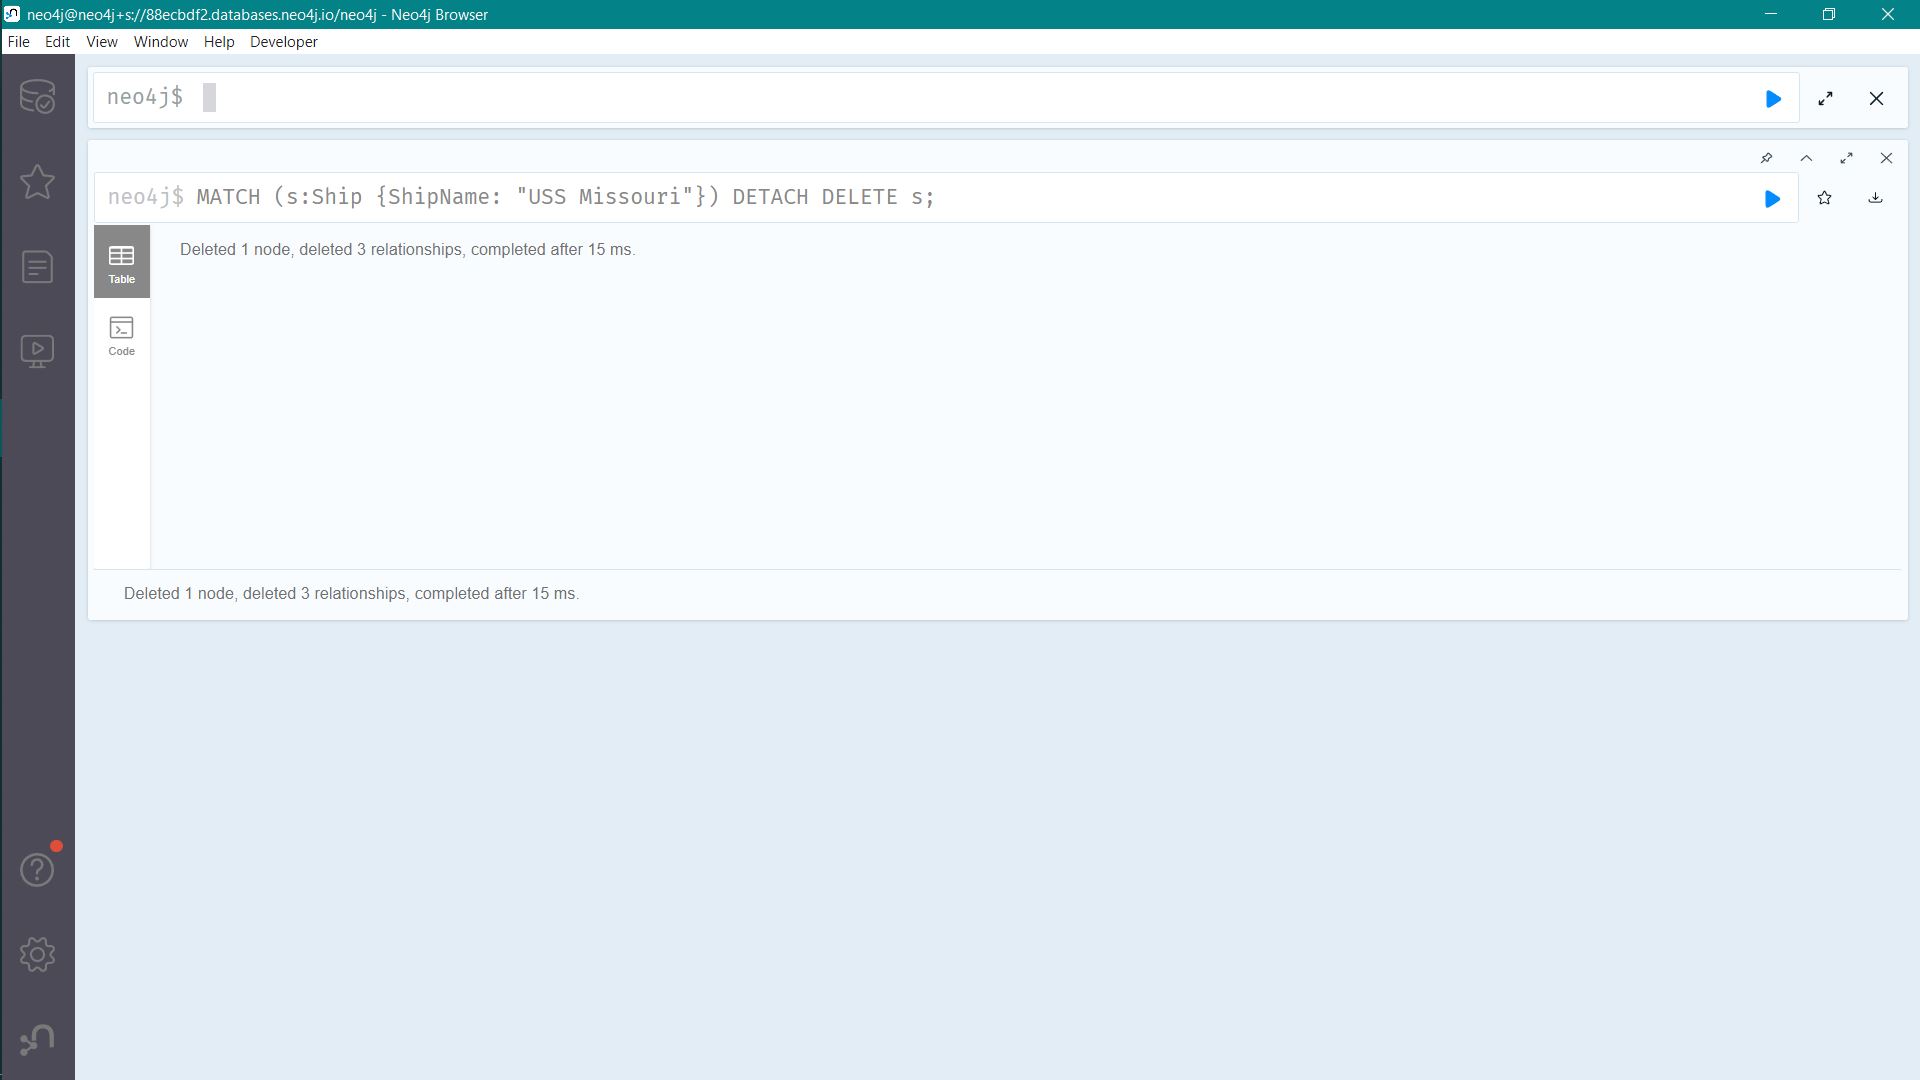 neo4j@neo4j+s://88ecbdf2.databases.neo4j.io/neo4j - Neo4j Browser
File Edit View Window Help Developer
neo4j$
neo4j$ MATCH (s:Ship {ShipName: "USS Missouri"}) DETACH DELETE s;
Table
Deleted 1 node, deleted 3 relationships, completed after 15 ms.
Code
Deleted 1 node, deleted 3 relationships, completed after 15 ms.